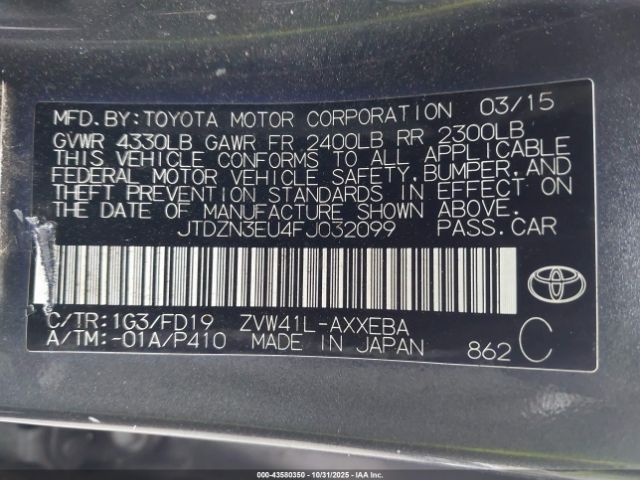 MFD.BY:TOYOTA MOTOR CORPORATION 03/15
GVWR 4330LB GAWR FR 2400LB RR 2300LB
THIS VEHICLE CONFORMS TO ALL APPLICABLE
FEDERAL MOTOR VEHICLE SAFETY,BUMPER,AND
THEFT PREVENTION STANDARDS IN EFFECT ON
THE DATE OF MANUFACTURE SHOWN ABOVE.
JTDZN3EU4FJ032099 PASS.CAR
TOYOTA
C/TR:1G3/FD19 ZVW41L-AXXEBA
A/TM:-01A/P410 MADE IN JAPAN 862 C
000-43580350 | 10/31/2025 | IAA INC.